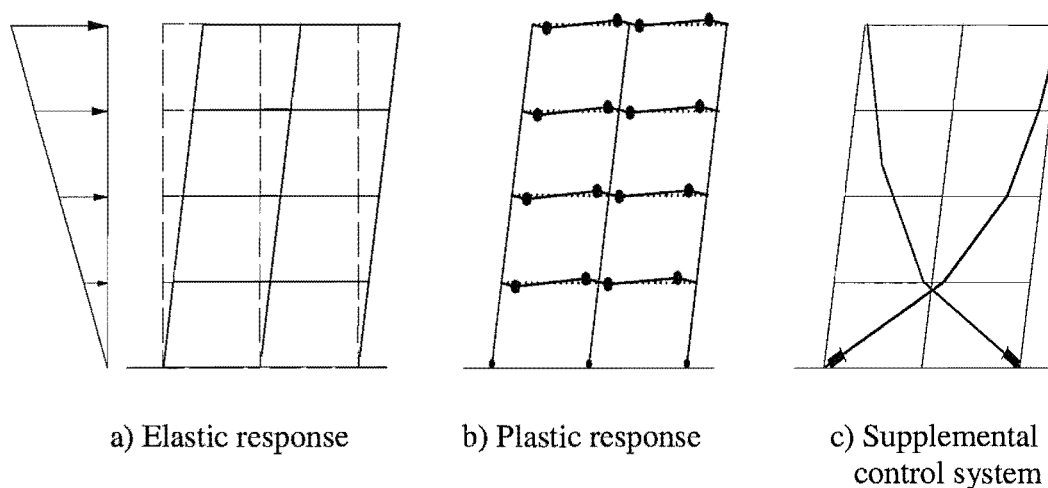 a) Elastic response
b) Plastic response
c) Supplemental
control system